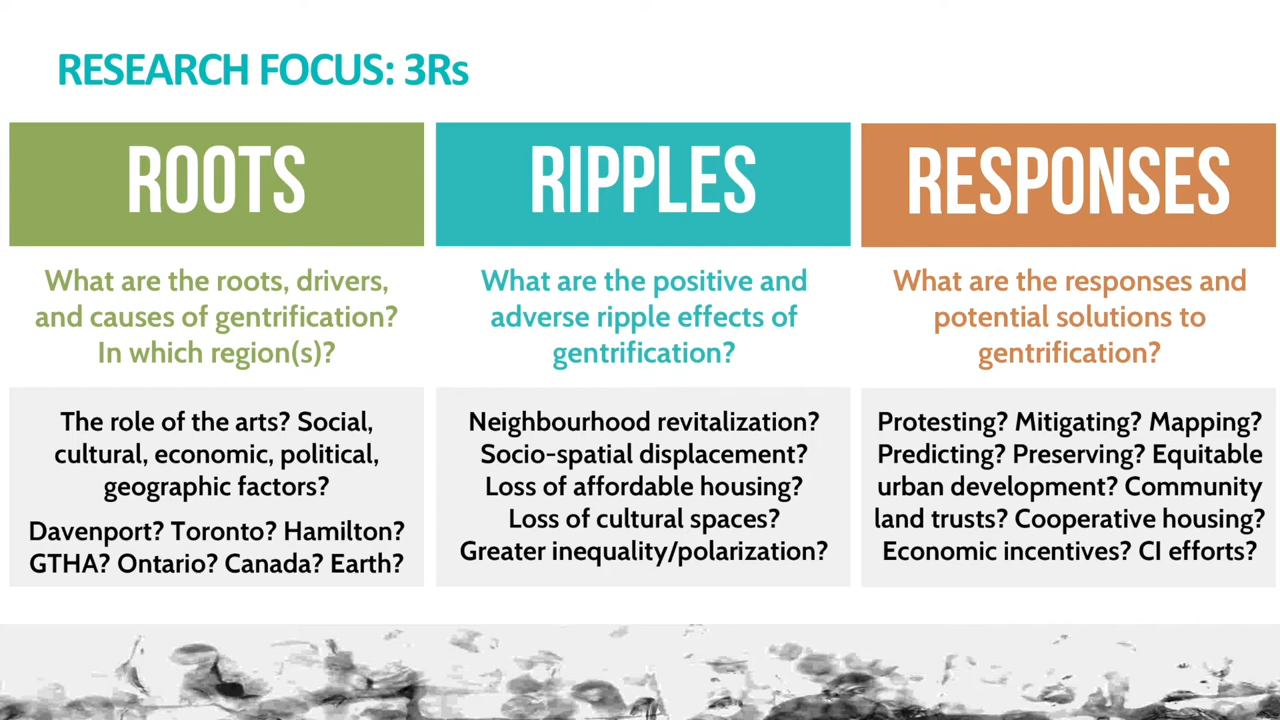 RESEARCH FOCUS: 3Rs
ROOTS
What are the roots, drivers,
and causes of gentrification?
In which region(s)?
The role of the arts? Social,
cultural, economic, political,
geographic factors?
Davenport? Toronto? Hamilton?
GTHA? Ontario? Canada? Earth?
RIPPLES
What are the positive and
adverse ripple effects of
gentrification?
Neighbourhood revitalization?
Socio-spatial displacement?
Loss of affordable housing?
Loss of cultural spaces?
Greater inequality/polarization?
RESPONSES
What are the responses and
potential solutions to
gentrification?
Protesting? Mitigating? Mapping?
Predicting? Preserving? Equitable
urban development? Community
land trusts? Cooperative housing?
Economic incentives? CI efforts?